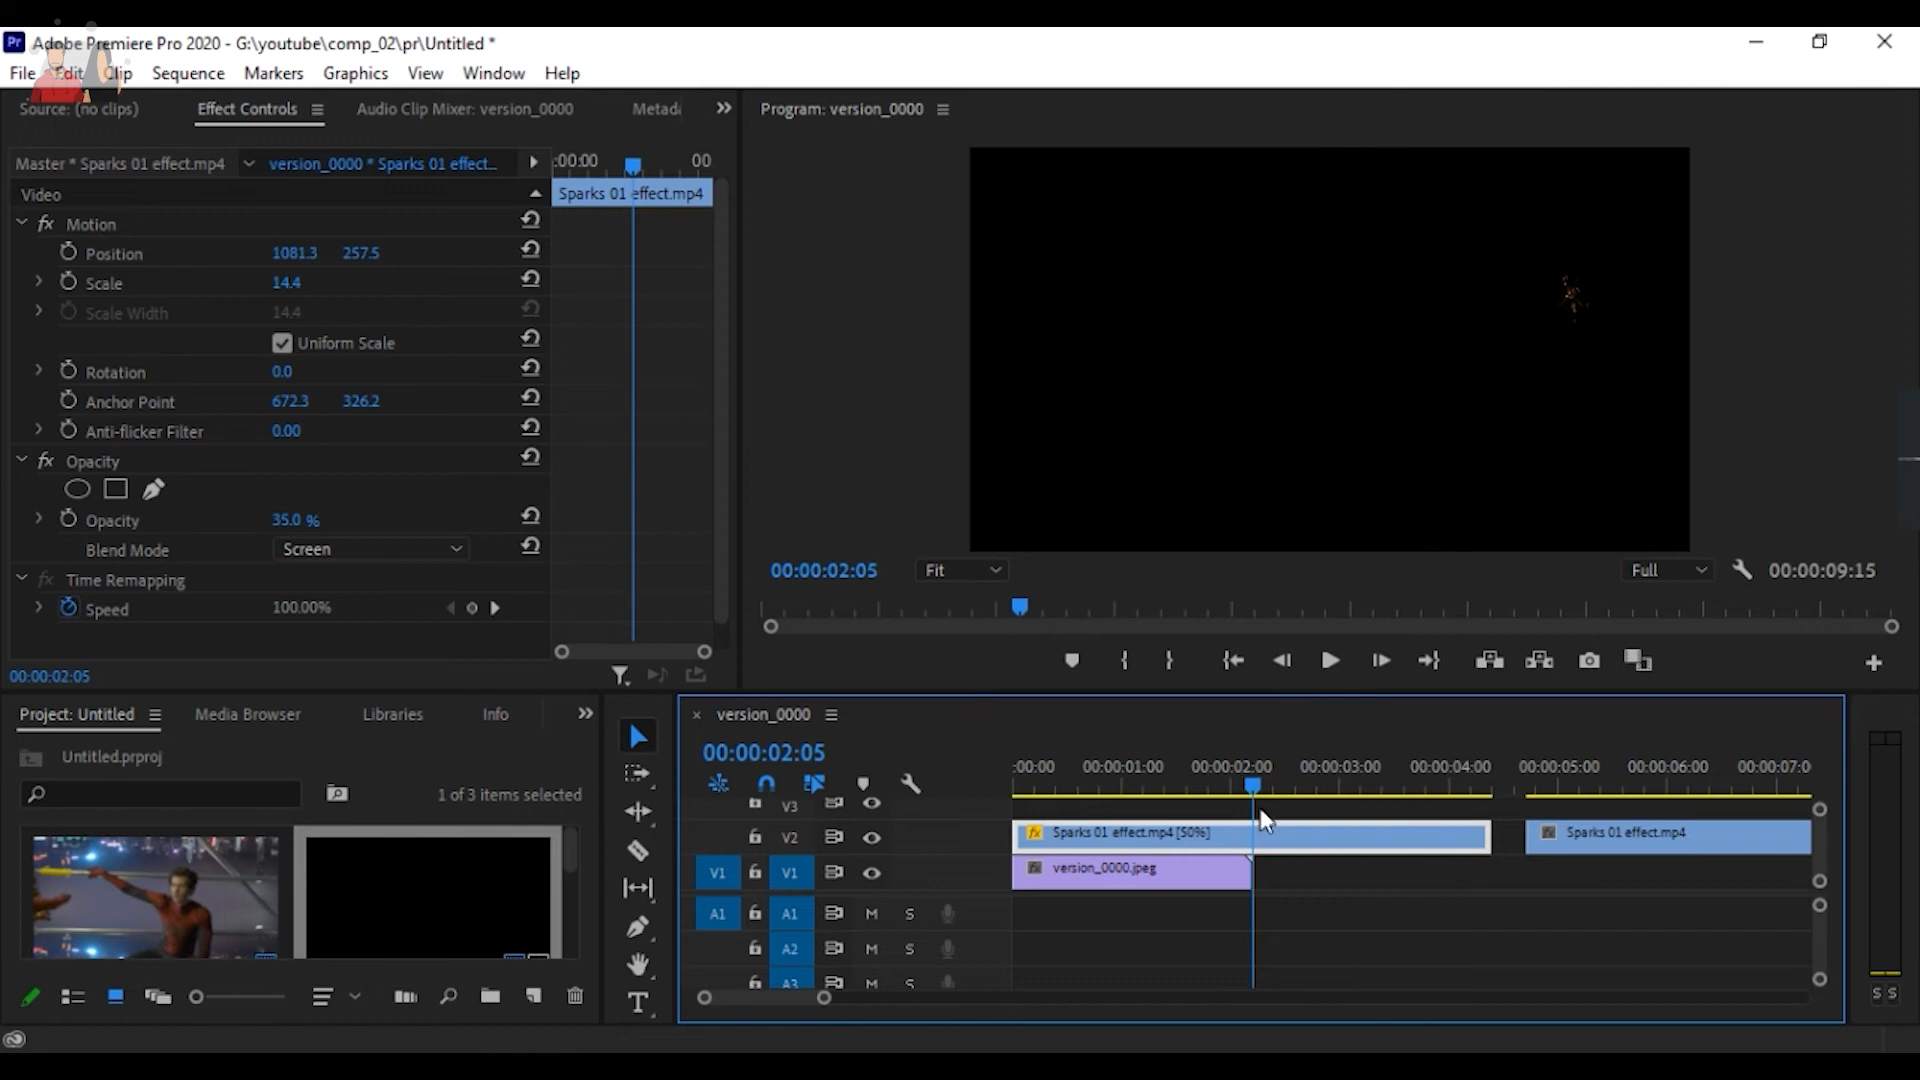 Adobe Premiere Pro 2020 - G:\youtube\comp_02\pr\Untitled *
File Edit Clip Sequence Markers Graphics View Window Help
Source: (no clips) Effect Controls Audio Clip Mixer: version_0000 Metada
Program: version_0000
Master * Sparks 01 effect.mp4 version_0000 * Sparks 01 effect... :00:00 00
Video Sparks 01 effect.mp4
fx Motion
Position 1081.3 257.5
Scale 14.4
Scale Width 14.4
Uniform Scale
Rotation 0.0
Anchor Point 672.3 326.2
Anti-flicker Filter 0.00
fx Opacity
Opacity 35.0 %
Blend Mode Screen
fx Time Remapping
Speed 100.00%
00:00:02:05
00:00:02:05 Fit Full 00:00:09:15
Project: Untitled Media Browser Libraries Info
Untitled.prproj
1 of 3 items selected
version_0000
00:00:02:05
:00:00 00:00:01:00 00:00:02:00 00:00:03:00 00:00:04:00 00:00:05:00 00:00:06:00 00:00:07:0
V3
V2 fx Sparks 01 effect.mp4 [50%] fx Sparks 01 effect.mp4
V1 V1 fx version_0000.jpeg
A1 A1 M S
A2 M S
A3 M S
T
S S